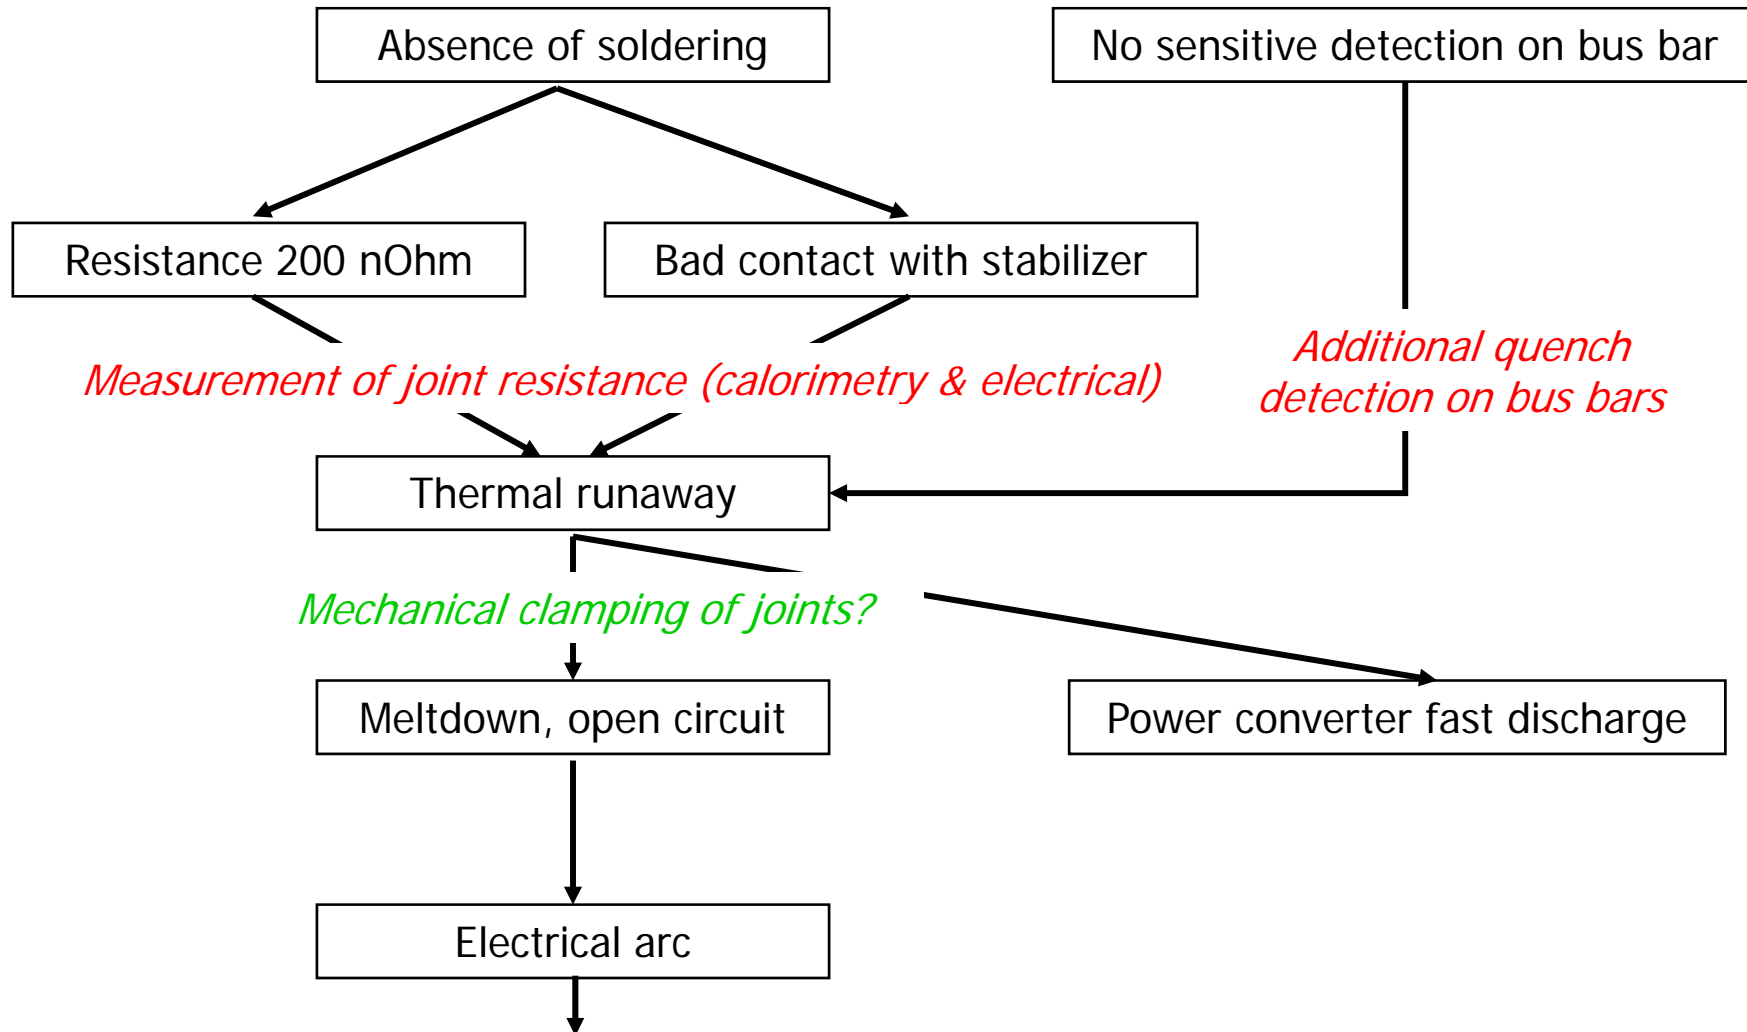 Absence of soldering
No sensitive detection on bus bar
Resistance 200 nOhm
Bad contact with stabilizer
Measurement of joint resistance (calorimetry & electrical)
Additional quench
detection on bus bars
Thermal runaway
Mechanical clamping of joints?
Meltdown, open circuit
Power converter fast discharge
Electrical arc